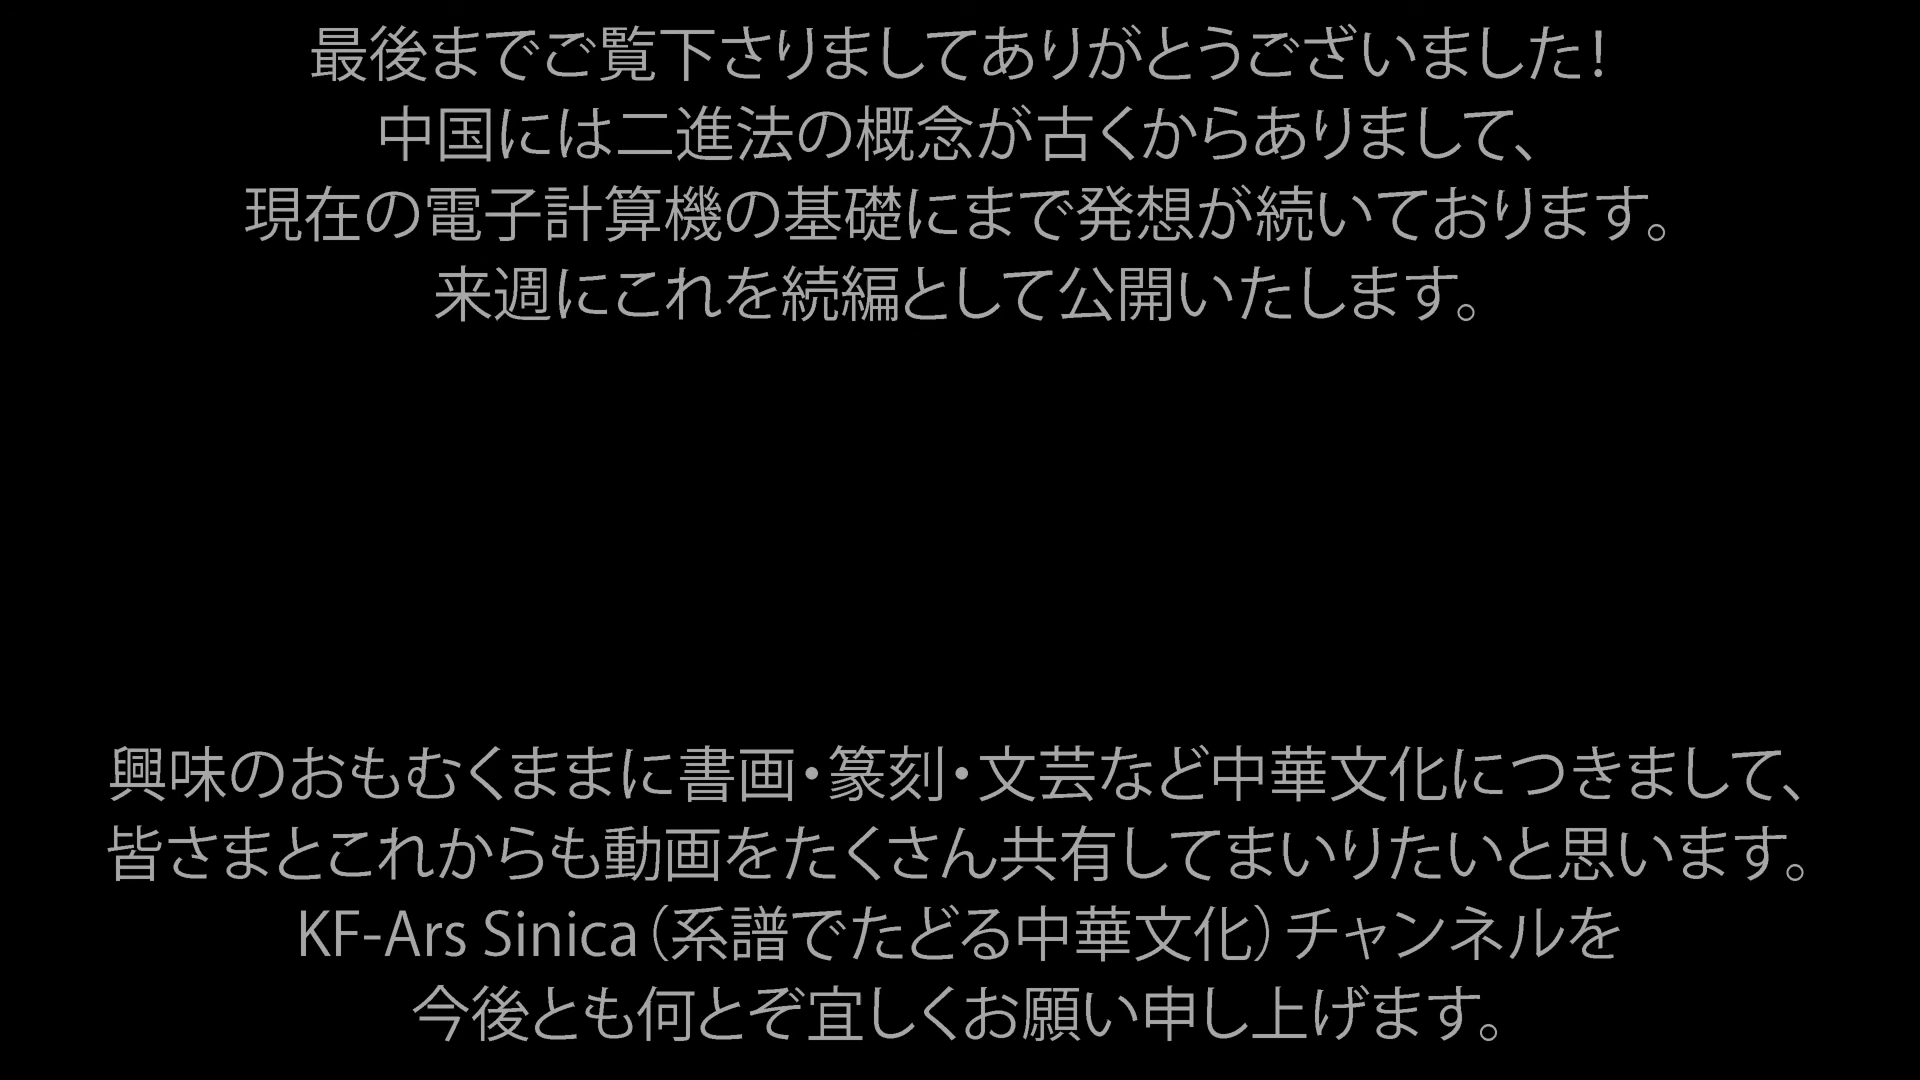 最後までご覧下さりましてありがとうございました!
中国には二進法の概念が古くからありまして、
現在の電子計算機の基礎にまで発想が続いております。
来週にこれを続編として公開いたします。
興味のおもむくままに書画・篆刻・文芸など中華文化につきまして、
皆さまとこれからも動画をたくさん共有してまいりたいと思います。
KF-Ars Sinica(系譜でたどる中華文化)チャンネルを
今後とも何とぞ宜しくお願い申し上げます。